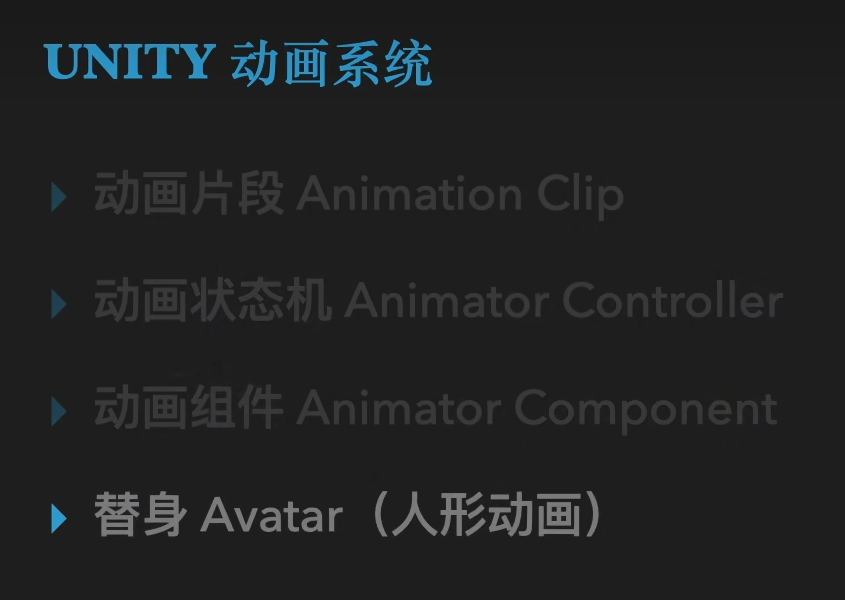 UNITY 动画系统
动画片段 Animation Clip
动画状态机 Animator Controller
动画组件 Animator Component
替身 Avatar（人形动画）